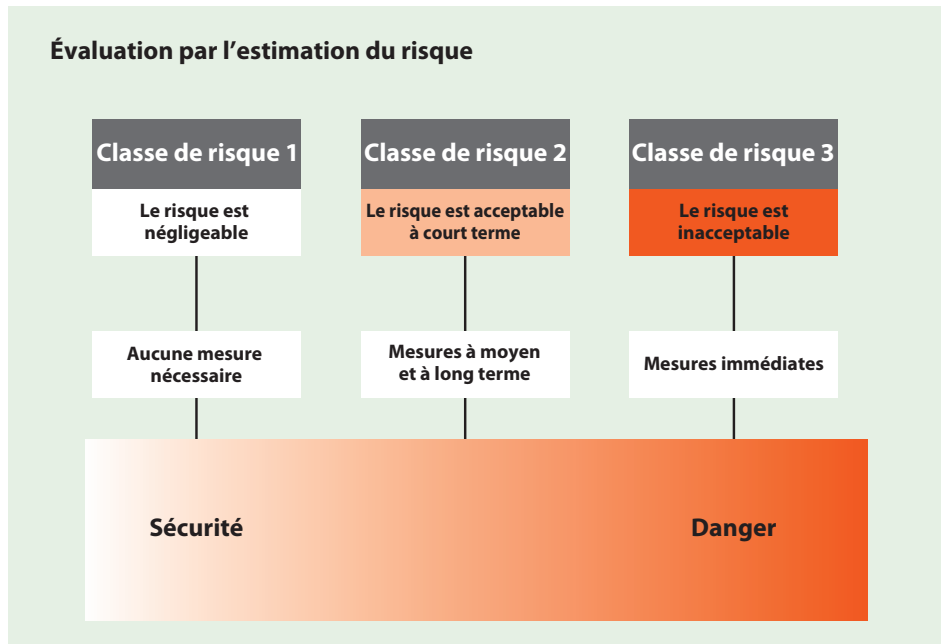 Évaluation par l'estimation du risque
Classe de risque 1
Le risque est
négligeable
Aucune mesure
nécessaire
Classe de risque 2
Le risque est acceptable
à court terme
Mesures à moyen
et à long terme
Classe de risque 3
Le risque est
inacceptable
Mesures immédiates
Sécurité
Danger